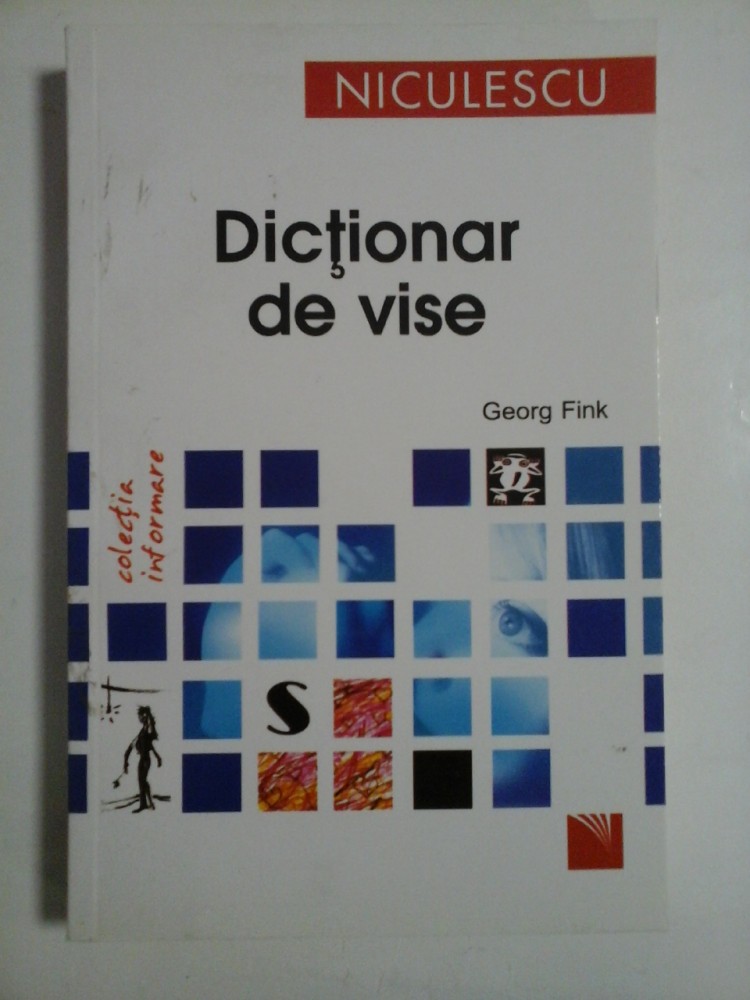 NICULESCU
Dicţionar
de vise
Georg Fink
colecţia
informare
S